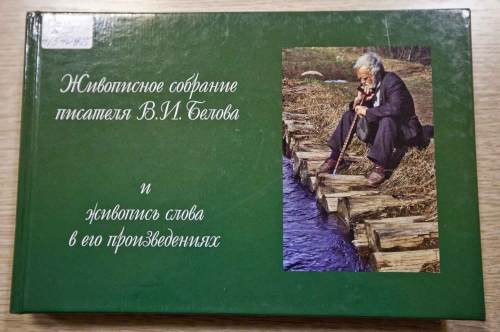 Живописное собрание
писателя В.И. Белова
и
живопись слова
в его произведениях